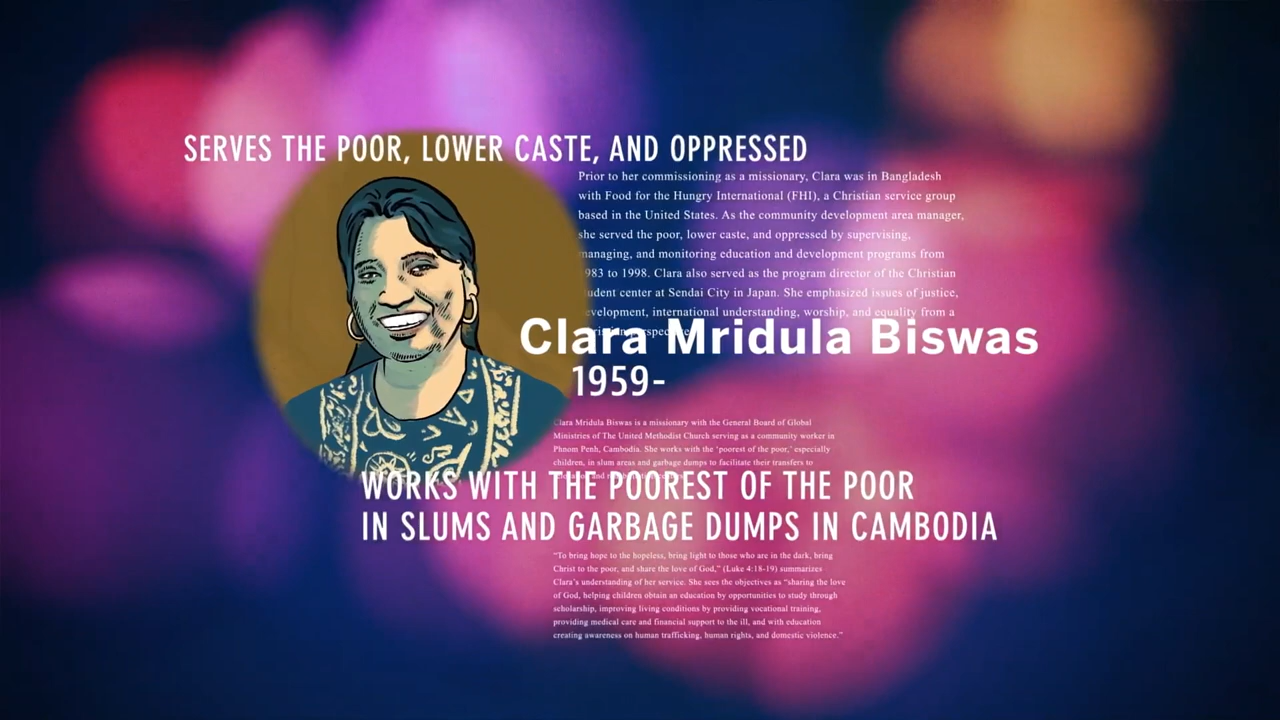 SERVES THE POOR, LOWER CASTE, AND OPPRESSED
Prior to her commissioning as a missionary, Clara was in Bangladesh
with Food for the Hungry International (FHI), a Christian service group
based in the United States. As the community development area manager,
she served the poor, lower caste, and oppressed by supervising,
managing, and monitoring education and development programs from
983 to 1998. Clara also served as the program director of the Christian
tudent center at Sendai City in Japan. She emphasized issues of justice,
evelopment, international understanding, worship, and equality from a
Clara Mridula Biswas
1959-
Clara Mridula Biswas is a missionary with the General Board of Global
Ministries of The United Methodist Church serving as a community worker in
Phnom Penh, Cambodia. She works with the 'poorest of the poor,' especially
children, in slum areas and garbage dumps to facilitate their transfers to
WORKS WITH THE POOREST OF THE POOR
IN SLUMS AND GARBAGE DUMPS IN CAMBODIA
"To bring hope to the hopeless, bring light to those who are in the dark, bring
Christ to the poor, and share the love of God," (Luke 4:18-19) summarizes
Clara's understanding of her service. She sees the objectives as "sharing the love
of God, helping children obtain an education by opportunities to study through
scholarship, improving living conditions by providing vocational training,
providing medical care and financial support to the ill, and with education
creating awareness on human trafficking, human rights, and domestic violence."